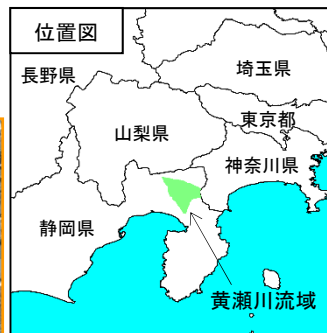 位置図
長野県
埼玉県
東京都
山梨県
神奈川県
静岡県
黄瀬川流域